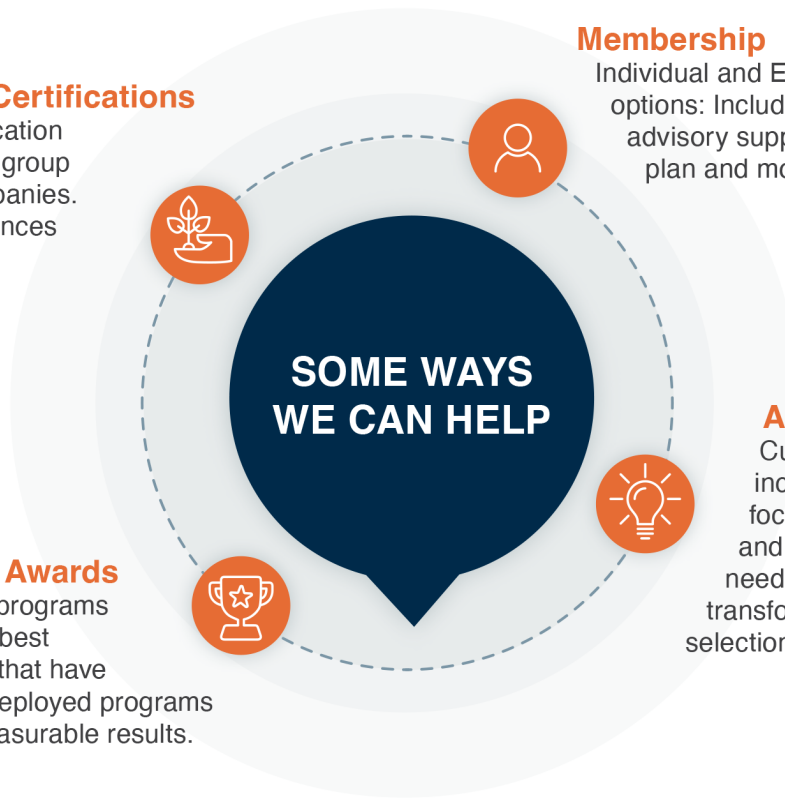 Membership
Individual and E
options: Includ
advisory supp
plan and mo
Certifications
cation
group
panies.
nces
SOME WAYS
WE CAN HELP
A
Cu
inc
foc
and
need
transfo
selection
Awards
programs
best
that have
eployed programs
asurable results.